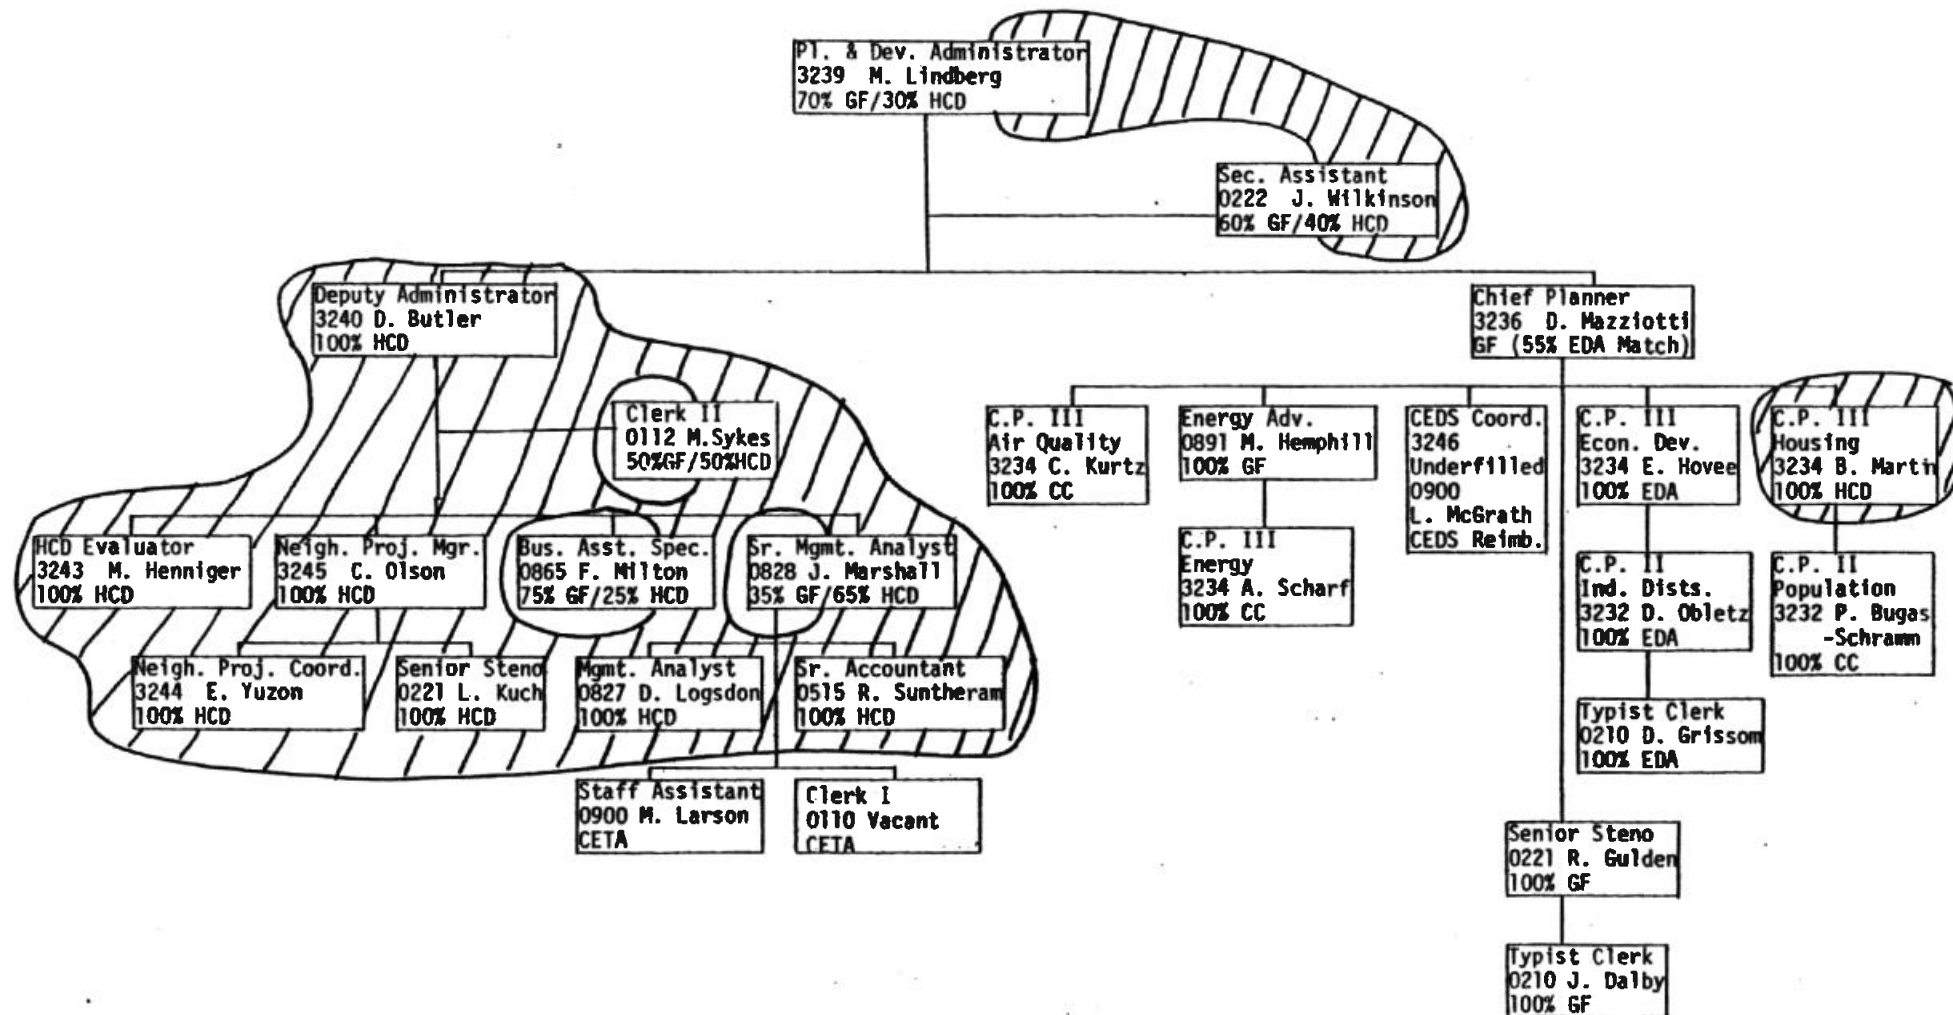 Pl. & Dev. Administrator
3239 M. Lindberg
70% GF/30% HCD
Sec. Assistant
0222 J. Wilkinson
60% GF/40% HCD
Deputy Administrator
3240 D. Butler
100% HCD
Chief Planner
3236 D. Mazziotti
GF (55% EDA Match)
Clerk II
0112 M.Sykes
50%GF/50%HCD
C.P. III
Air Quality
3234 C. Kurtz
100% CC
Energy Adv.
0891 M. Hemphill
100% GF
CEDS Coord.
3246
Underfilled
0900
L. McGrath
CEDS Reimb.
C.P. III
Econ. Dev.
3234 E. Hovee
100% EDA
C.P. III
Housing
3234 B. Martin
100% HCD
HCD Evaluator
3243 M. Henniger
100% HCD
Neigh. Proj. Mgr.
3245 C. Olson
100% HCD
Bus. Asst. Spec.
0865 F. Milton
75% GF/25% HCD
Sr. Mgmt. Analyst
0828 J. Marshall
35% GF/65% HCD
C.P. III
Energy
3234 A. Scharf
100% CC
C.P. II
Ind. Dists.
3232 D. Obletz
100% EDA
C.P. II
Population
3232 P. Bugas
-Schramm
100% CC
Neigh. Proj. Coord.
3244 E. Yuzon
100% HCD
Senior Steno
0221 L. Kuch
100% HCD
Mgmt. Analyst
0827 D. Logsdon
100% HCD
Sr. Accountant
0515 R. Suntheram
100% HCD
Typist Clerk
0210 D. Grissom
100% EDA
Staff Assistant
0900 M. Larson
CETA
Clerk I
0110 Vacant
CETA
Senior Steno
0221 R. Gulden
100% GF
Typist Clerk
0210 J. Dalby
100% GF